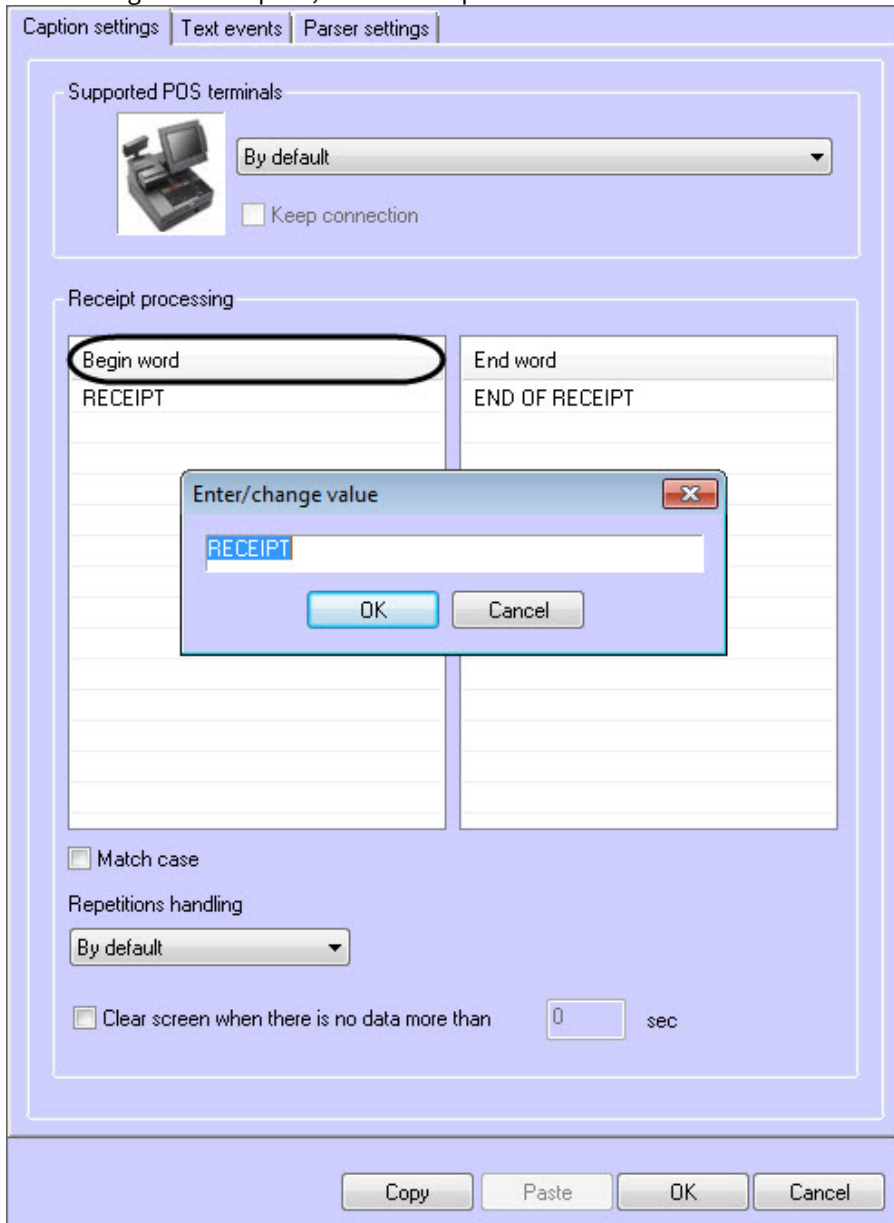 Caption settings Text events Parser settings
Supported POS terminals
By default
Keep connection
Receipt processing
Begin word End word
RECEIPT END OF RECEIPT
Enter/change value
RECEIPT
OK Cancel
Match case
Repetitions handling
By default
Clear screen when there is no data more than 0 sec
Copy Paste OK Cancel